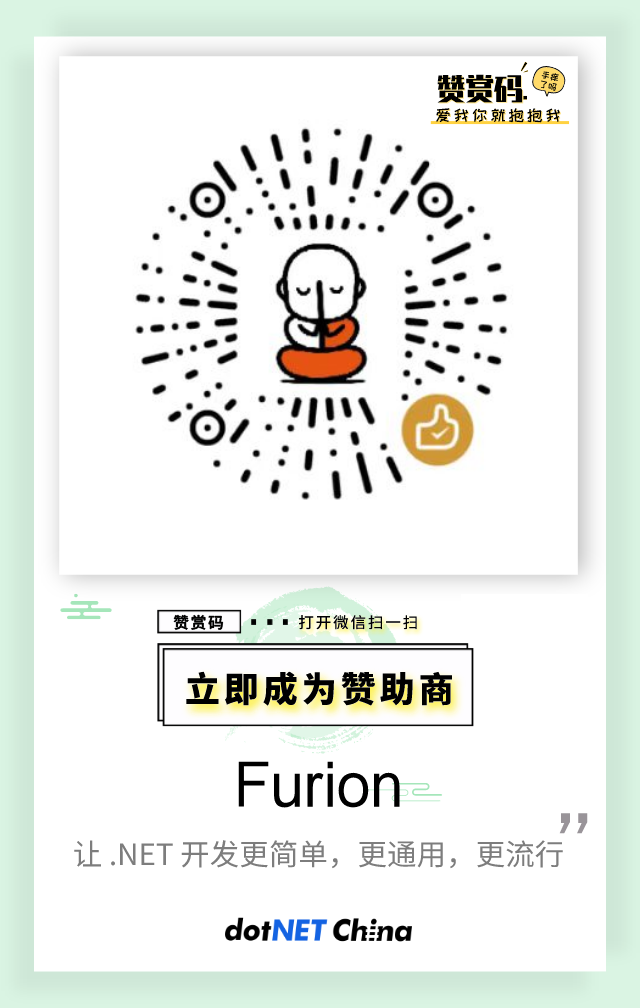 手痒
了吗
赞赏码
爱我你就抱抱我
赞赏码 打开微信扫一扫
立即成为赞助商
Furion
让 .NET 开发更简单，更通用，更流行
”
dotNET China